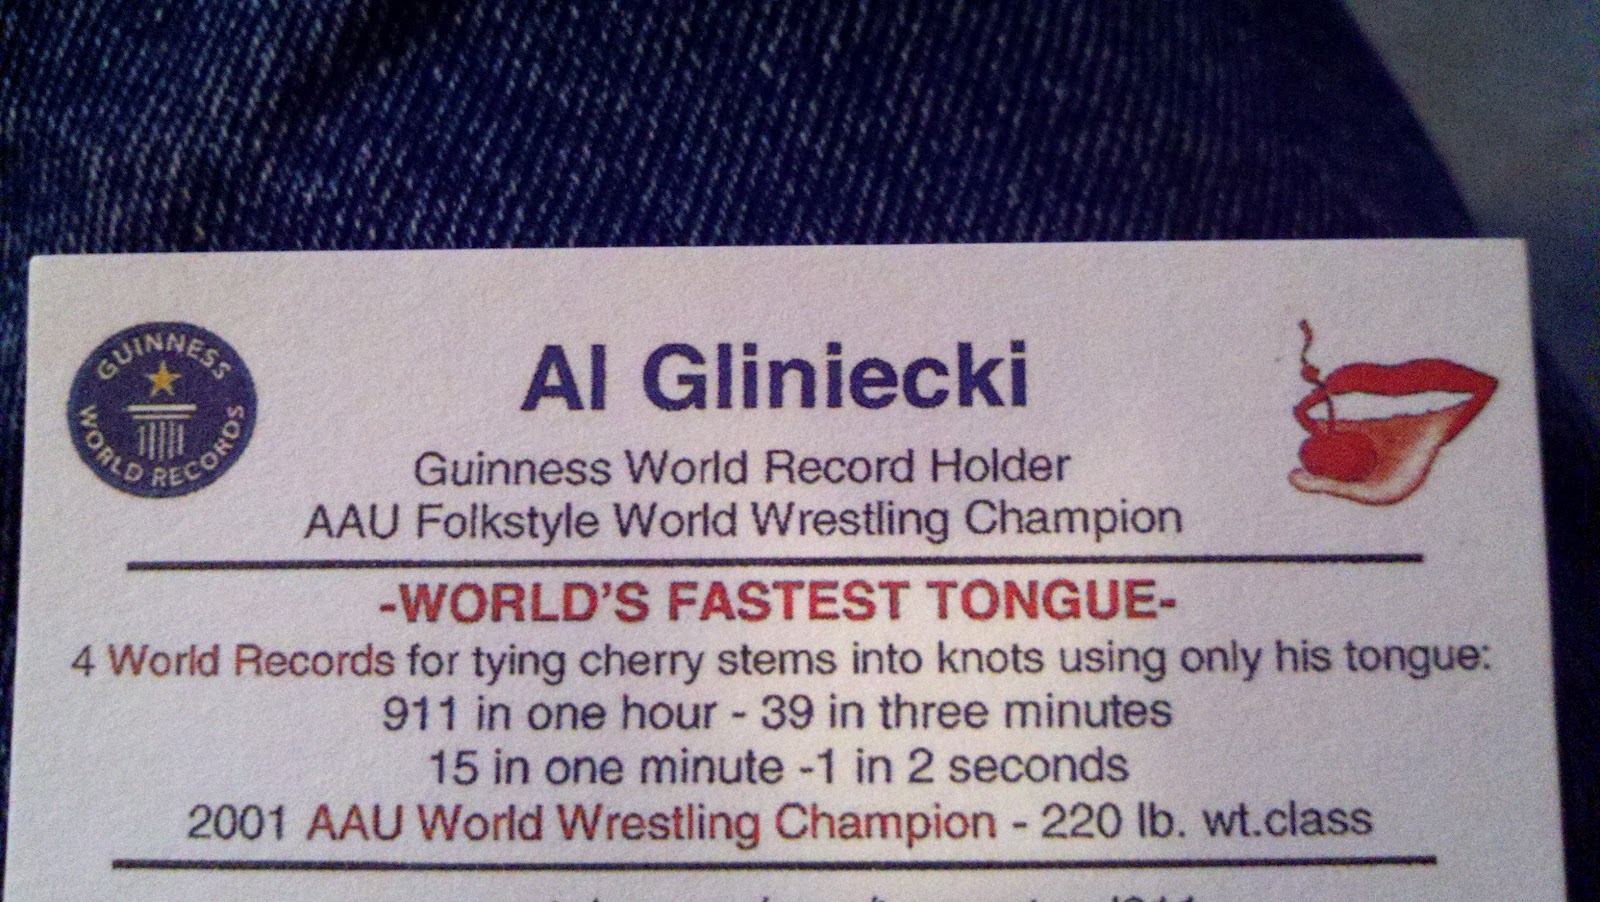 GUINNESS
WORLD RECORDS
Al Gliniecki
Guinness World Record Holder
AAU Folkstyle World Wrestling Champion
-WORLD'S FASTEST TONGUE-
4 World Records for tying cherry stems into knots using only his tongue:
911 in one hour - 39 in three minutes
15 in one minute -1 in 2 seconds
2001 AAU World Wrestling Champion - 220 lb. wt.class